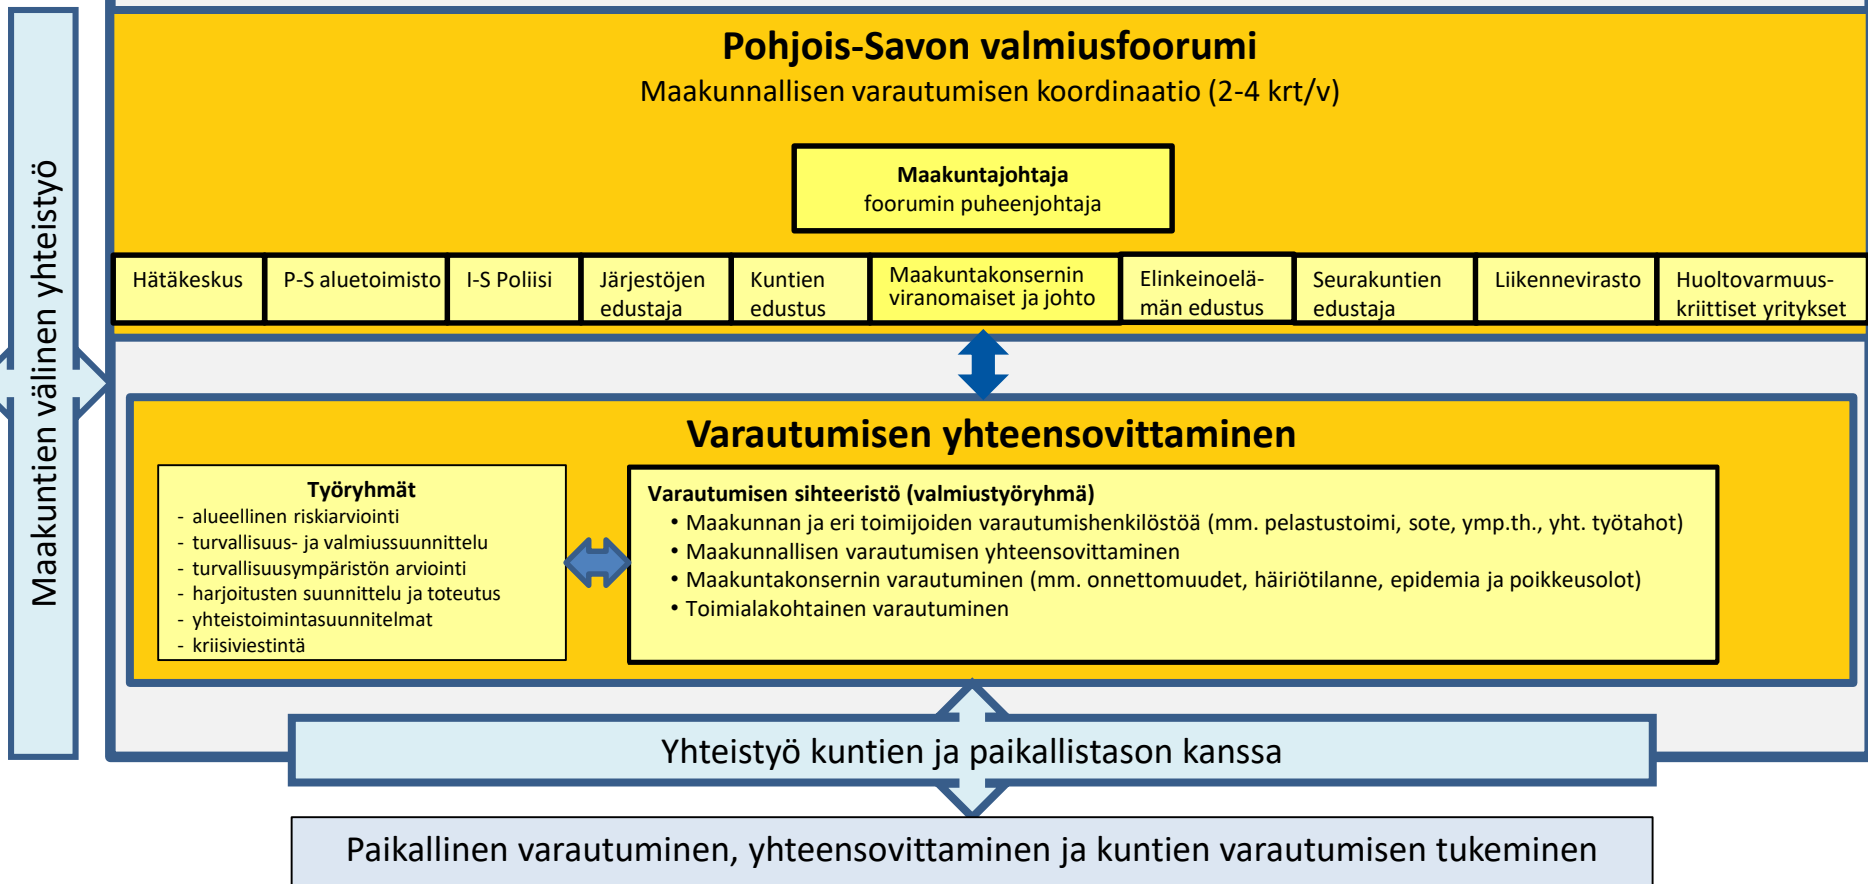 Maakuntien välinen yhteistyö
Pohjois-Savon valmiusfoorumi
Maakunnallisen varautumisen koordinaatio (2-4 krt/v)
Maakuntajohtaja
foorumin puheenjohtaja
Hätäkeskus
P-S aluetoimisto
I-S Poliisi
Järjestöjen
edustaja
Kuntien
edustus
Maakuntakonsernin
viranomaiset ja johto
Elinkeinoelä-
män edustus
Seurakuntien
edustaja
Liikennevirasto
Huoltovarmuus-
kriittiset yritykset
Varautumisen yhteensovittaminen
Työryhmät
- alueellinen riskiarviointi
- turvallisuus- ja valmiussuunnittelu
- turvallisuusympäristön arviointi
- harjoitusten suunnittelu ja toteutus
- yhteistoimintasuunnitelmat
- kriisiviestintä
Varautumisen sihteeristö (valmiustyöryhmä)
• Maakunnan ja eri toimijoiden varautumishenkilöstöä (mm. pelastustoimi, sote, ymp.th., yht. työtahot)
• Maakunnallisen varautumisen yhteensovittaminen
• Maakuntakonsernin varautuminen (mm. onnettomuudet, häiriötilanne, epidemia ja poikkeusolot)
• Toimialakohtainen varautuminen
Yhteistyö kuntien ja paikallistason kanssa
Paikallinen varautuminen, yhteensovittaminen ja kuntien varautumisen tukeminen